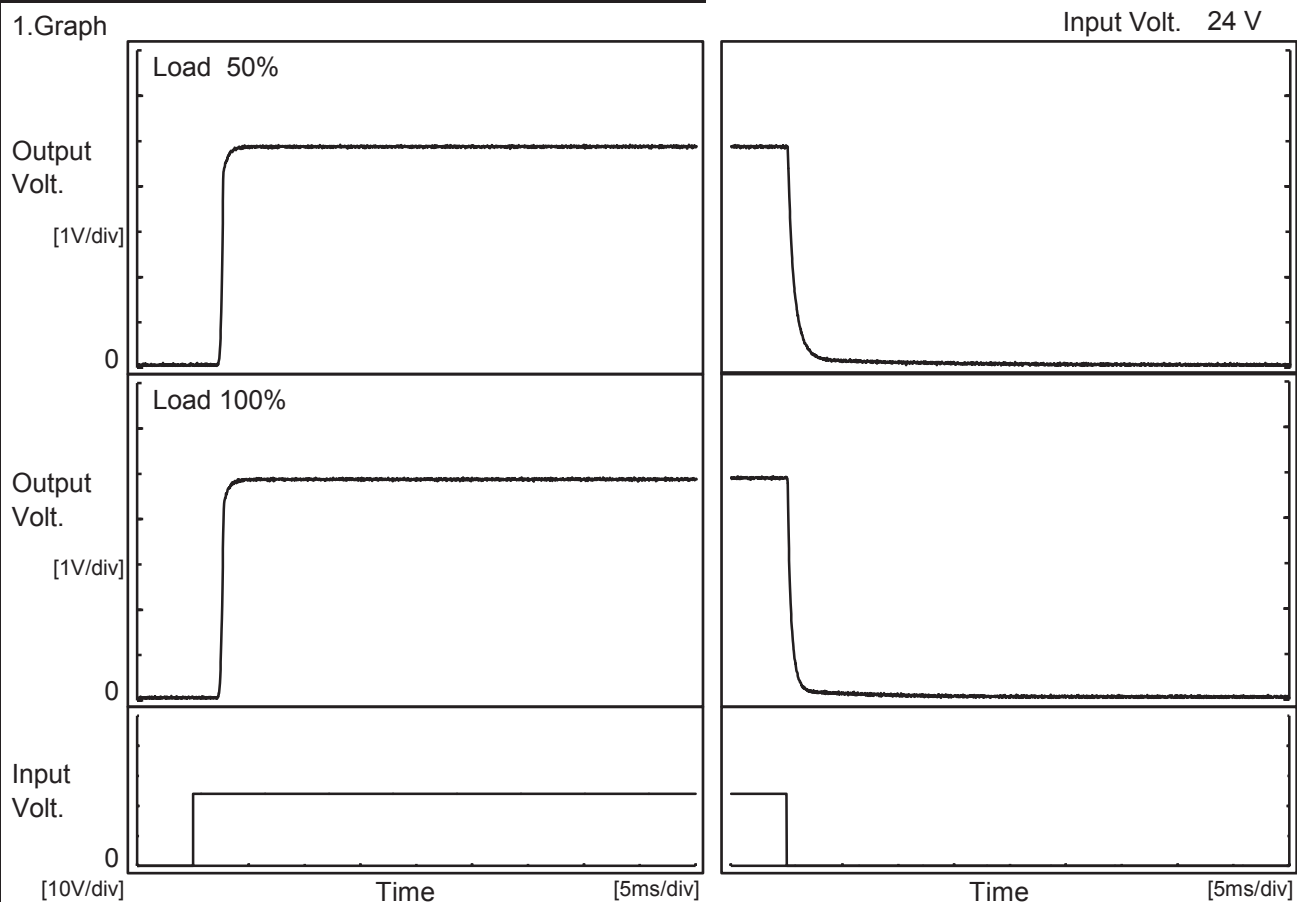 1.Graph
Input Volt. 24 V
Load 50%
Output
Volt.
[1V/div]
0
Load 100%
Output
Volt.
[1V/div]
0
Input
Volt.
0
[10V/div]
Time
[5ms/div]
Time
[5ms/div]